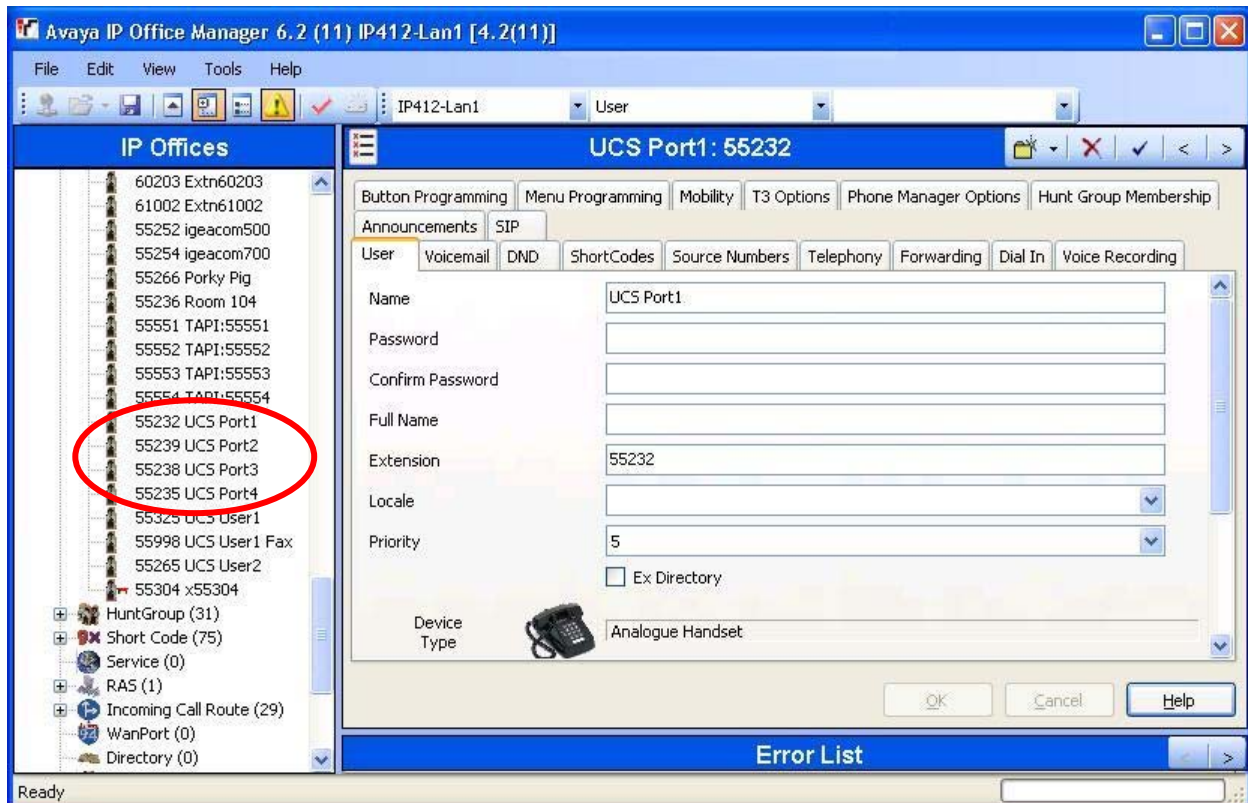 Avaya IP Office Manager 6.2 (11) IP412-Lan1 [4.2(11)]
File Edit View Tools Help
IP412-Lan1 User
IP Offices
60203 Extn60203
61002 Extn61002
55252 igeacom500
55254 igeacom700
55266 Porky Pig
55236 Room 104
55551 TAPI:55551
55552 TAPI:55552
55553 TAPI:55553
55554 TAPI:55554
55232 UCS Port1
55239 UCS Port2
55238 UCS Port3
55235 UCS Port4
55325 UCS User1
55998 UCS User1 Fax
55265 UCS User2
55304 x55304
HuntGroup (31)
Short Code (75)
Service (0)
RAS (1)
Incoming Call Route (29)
WanPort (0)
Directory (0)
UCS Port1: 55232
Button Programming Menu Programming Mobility T3 Options Phone Manager Options Hunt Group Membership
Announcements SIP
User Voicemail DND ShortCodes Source Numbers Telephony Forwarding Dial In Voice Recording
Name UCS Port1
Password
Confirm Password
Full Name
Extension 55232
Locale
Priority 5
Ex Directory
Device Type Analogue Handset
OK Cancel Help
Error List
Ready